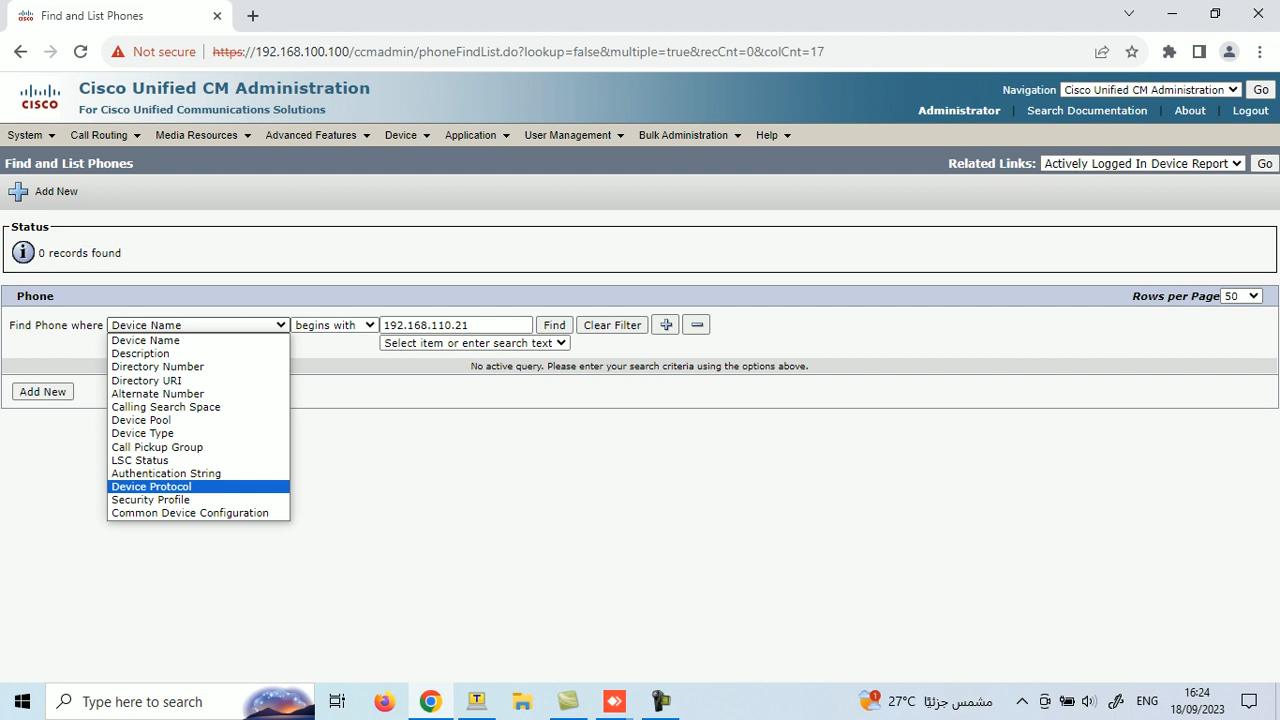 Find and List Phones
Not secure https://192.168.100.100/ccmadmin/phoneFindList.do?lookup=false&multiple=true&recCnt=0&colCnt=17
CISCO
Cisco Unified CM Administration
For Cisco Unified Communications Solutions
Navigation Cisco Unified CM Administration Go
Administrator | Search Documentation | About | Logout
System Call Routing Media Resources Advanced Features Device Application User Management Bulk Administration Help
Find and List Phones
Related Links: Actively Logged In Device Report Go
Add New
Status
0 records found
Phone
Rows per Page 50
Find Phone where Device Name begins with 192.168.110.21 Find Clear Filter
Select item or enter search text
Device Name
Description
Directory Number
Directory URI
Alternate Number
Calling Search Space
Device Pool
Device Type
Call Pickup Group
LSC Status
Authentication String
Device Protocol
Security Profile
Common Device Configuration
No active query. Please enter your search criteria using the options above.
Add New
Type here to search
1
27°C مشمس جزئيًا
ENG
16:24
18/09/2023